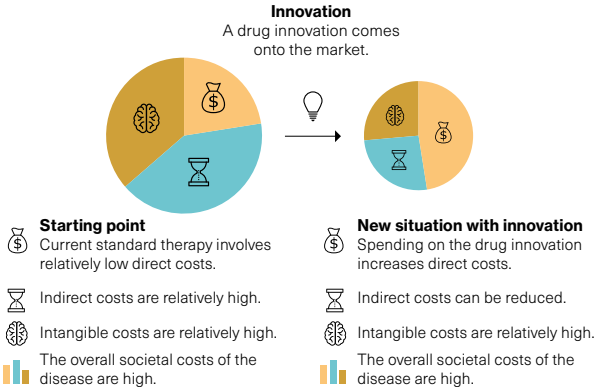 Innovation
A drug innovation comes
onto the market.
$
$
Starting point
$
Current standard therapy involves
relatively low direct costs.
Indirect costs are relatively high.
Intangible costs are relatively high.
The overall societal costs of the
disease are high.
New situation with innovation
$
Spending on the drug innovation
increases direct costs.
Indirect costs can be reduced.
Intangible costs are relatively high.
The overall societal costs of the
disease are high.